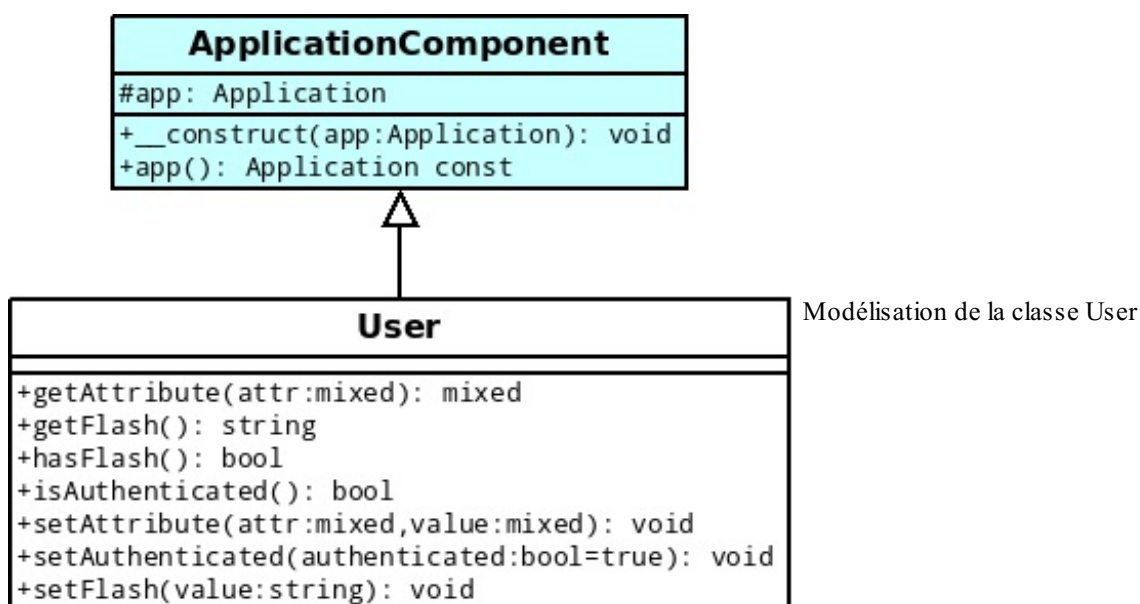 ApplicationComponent
#app: Application
+__construct(app:Application): void
+app(): Application const
User
Modélisation de la classe User
+getAttribute(attr:mixed): mixed
+getFlash(): string
+hasFlash(): bool
+isAuthenticated(): bool
+setAttribute(attr:mixed,value:mixed): void
+setAuthenticated(authenticated:bool=true): void
+setFlash(value:string): void